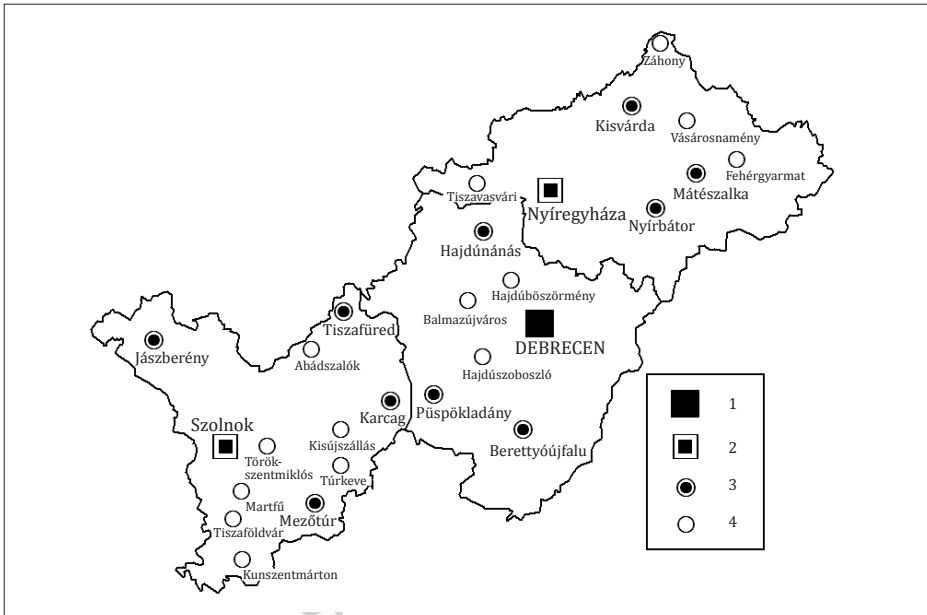 Záhony
Kisvárda
Vásárosnamény
Fehérgyarmat
Mátészalka
Tiszavasvári
Nyíregyháza
Nyírbátor
Hajdúnánás
Hajdúböszörmény
Balmazújváros
Tiszafüred
DEBRECEN
Jászberény
Abádszalók
Hajdúszoboszló
Karcag
Püspökladány
Szolnok
Kisújszállás
Berettyóújfalu
Török-
szentmiklós
Túrkeve
Martfű
Mezőtúr
Tiszaföldvár
Kunszentmárton
1
2
3
4